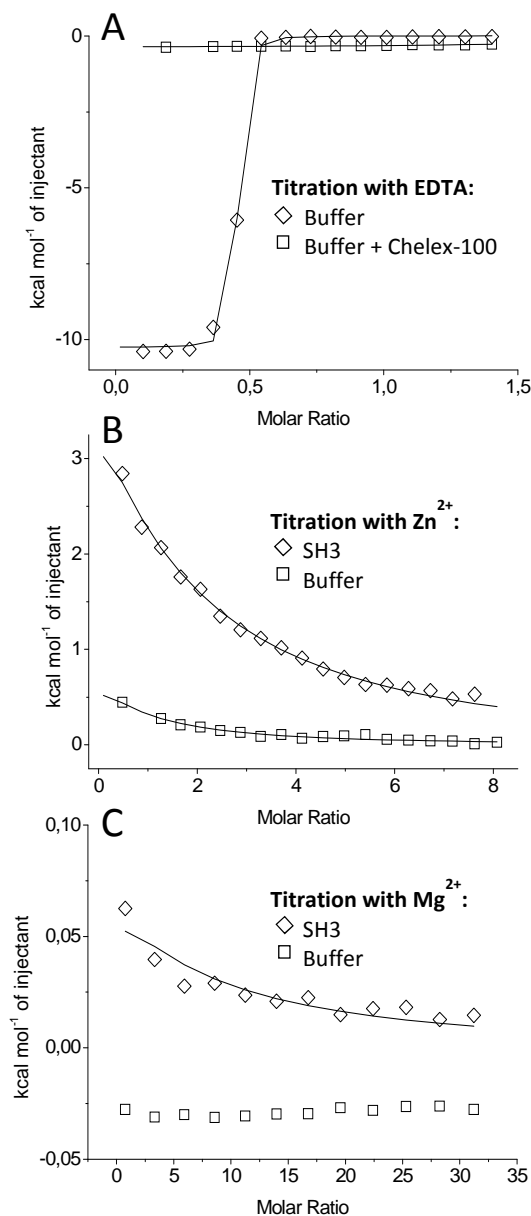 A
0
-5
-10
kcal mol⁻¹ of injectant
Titration with EDTA:
Buffer
Buffer + Chelex-100
0,0 0,5 1,0 1,5
Molar Ratio
B
3
2
1
0
kcal mol⁻¹ of injectant
Titration with Zn²⁺:
SH3
Buffer
0 2 4 6 8
Molar Ratio
C
0,10
0,05
0,00
-0,05
kcal mol⁻¹ of injectant
Titration with Mg²⁺:
SH3
Buffer
0 5 10 15 20 25 30 35
Molar Ratio